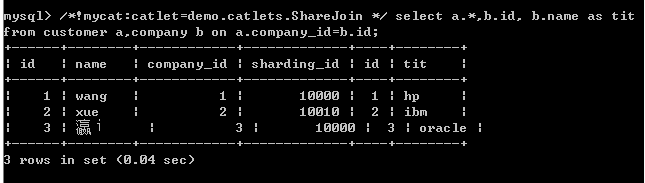 mysql> /*!mycat:catlet=demo.catlets.ShareJoin */ select a.*,b.id, b.name as tit
from customer a,company b on a.company_id=b.id;
+------+------+------------+-------------+----+--------+
¦ id   ¦ name ¦ company_id ¦ sharding_id ¦ id ¦ tit    ¦
+------+------+------------+-------------+----+--------+
¦    1 ¦ wang ¦          1 ¦       10000 ¦  1 ¦ hp     ¦
¦    2 ¦ xue  ¦          2 ¦       10010 ¦  2 ¦ ibm    ¦
¦    3 ¦ ¦          3 ¦       10000 ¦  3 ¦ oracle ¦
+------+------+------------+-------------+----+--------+
3 rows in set (0.04 sec)